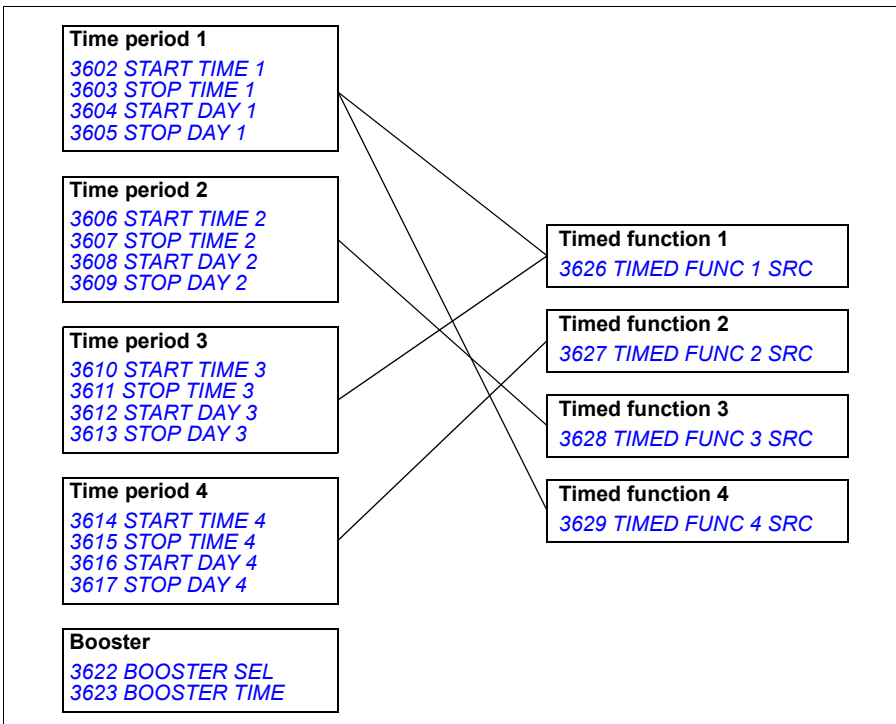 Time period 1
3602 START TIME 1
3603 STOP TIME 1
3604 START DAY 1
3605 STOP DAY 1
Time period 2
3606 START TIME 2
3607 STOP TIME 2
3608 START DAY 2
3609 STOP DAY 2
Time period 3
3610 START TIME 3
3611 STOP TIME 3
3612 START DAY 3
3613 STOP DAY 3
Time period 4
3614 START TIME 4
3615 STOP TIME 4
3616 START DAY 4
3617 STOP DAY 4
Booster
3622 BOOSTER SEL
3623 BOOSTER TIME
Timed function 1
3626 TIMED FUNC 1 SRC
Timed function 2
3627 TIMED FUNC 2 SRC
Timed function 3
3628 TIMED FUNC 3 SRC
Timed function 4
3629 TIMED FUNC 4 SRC